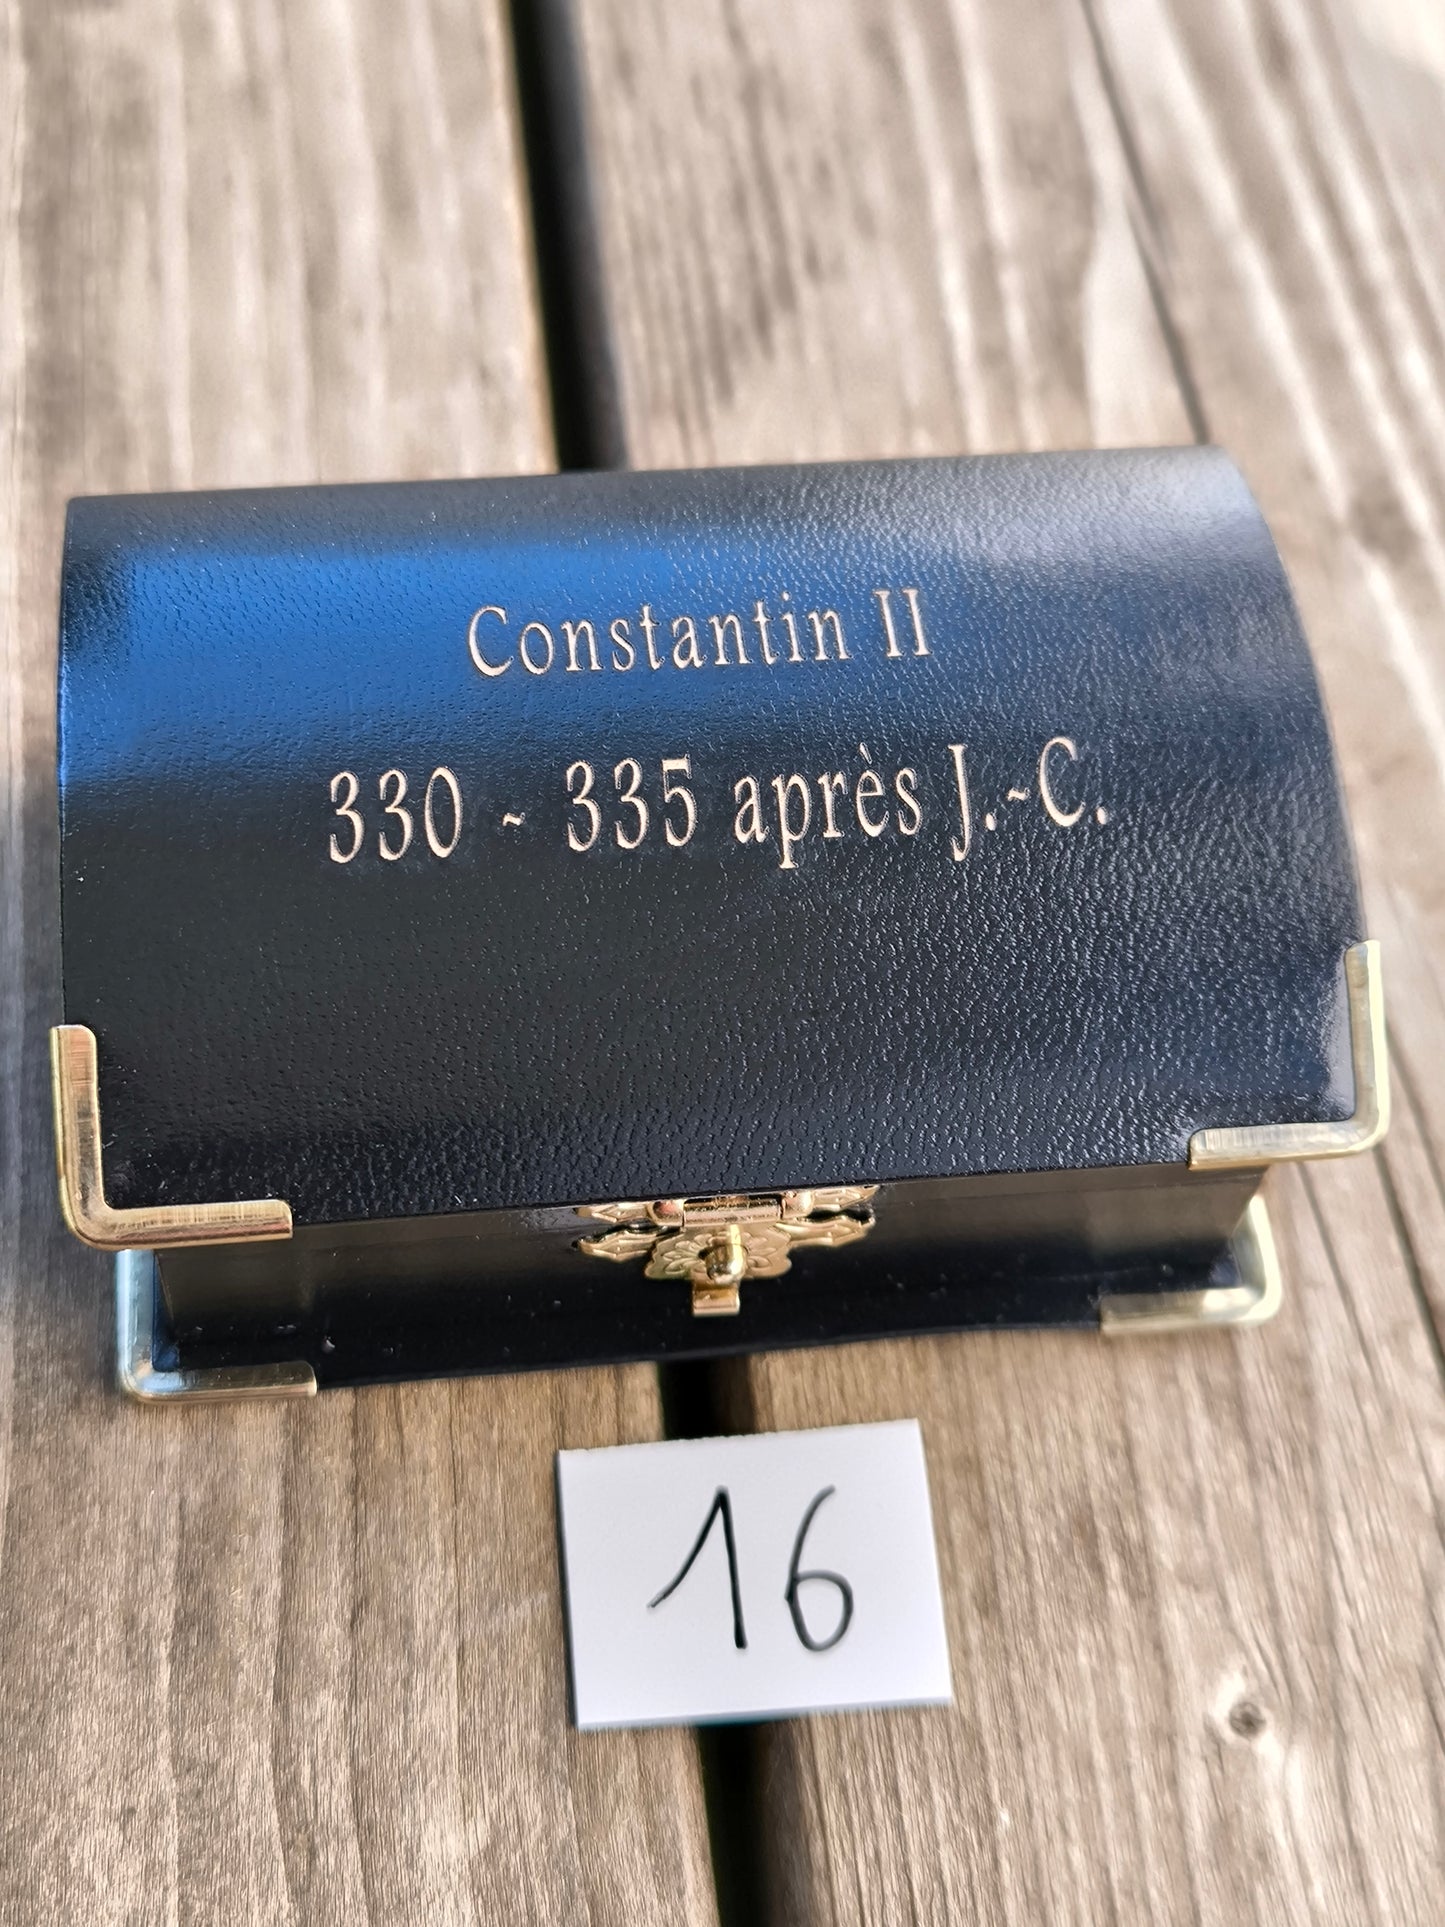 Constantin II
330 - 335 après J.-C.
16